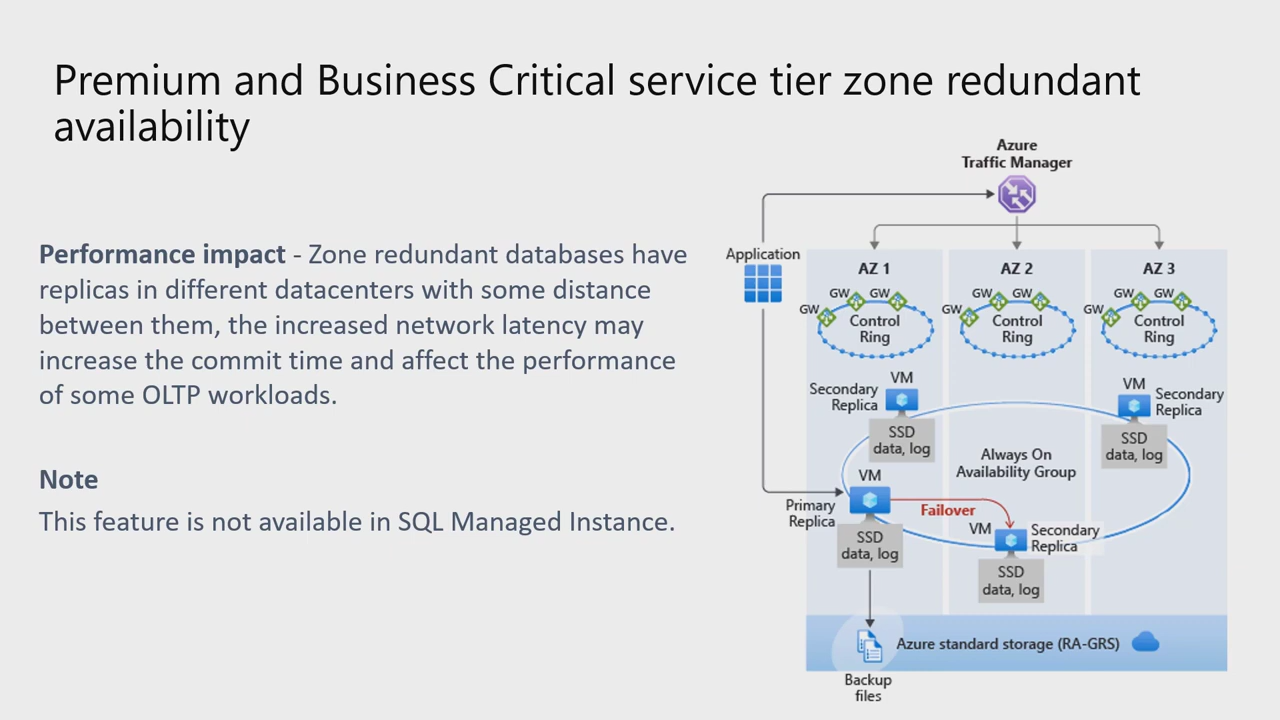 Premium and Business Critical service tier zone redundant
availability
Performance impact - Zone redundant databases have
replicas in different datacenters with some distance
between them, the increased network latency may
increase the commit time and affect the performance
of some OLTP workloads.
Note
This feature is not available in SQL Managed Instance.
Azure
Traffic Manager
Application
AZ 1
AZ 2
AZ 3
GW
GW
GW
Control
Ring
GW
GW
GW
Control
Ring
GW
GW
GW
Control
Ring
VM
Secondary
Replica
SSD
data, log
VM
Secondary
Replica
SSD
data, log
Always On
Availability Group
VM
Primary
Replica
SSD
data, log
Failover
VM
Secondary
Replica
SSD
data, log
Azure standard storage (RA-GRS)
Backup
files